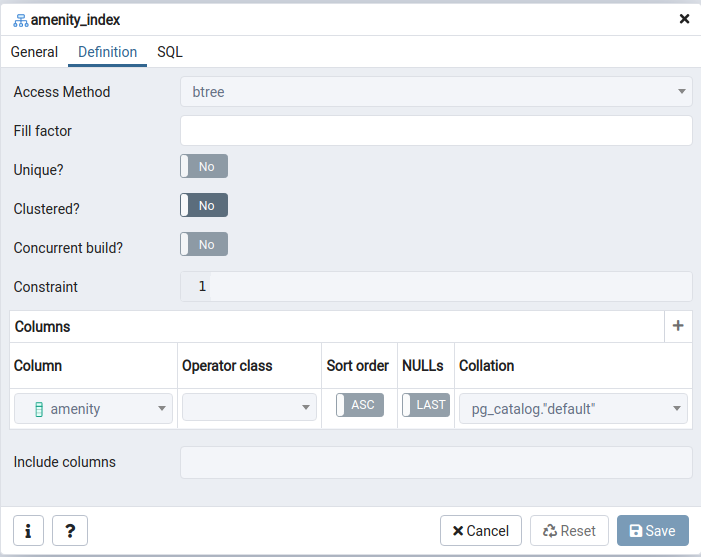 amenity_index
General Definition SQL
Access Method btree
Fill factor
Unique? No
Clustered? No
Concurrent build? No
Constraint 1
Columns
Column Operator class Sort order NULLs Collation
amenity ASC LAST pg_catalog."default"
Include columns
i ? Cancel Reset Save